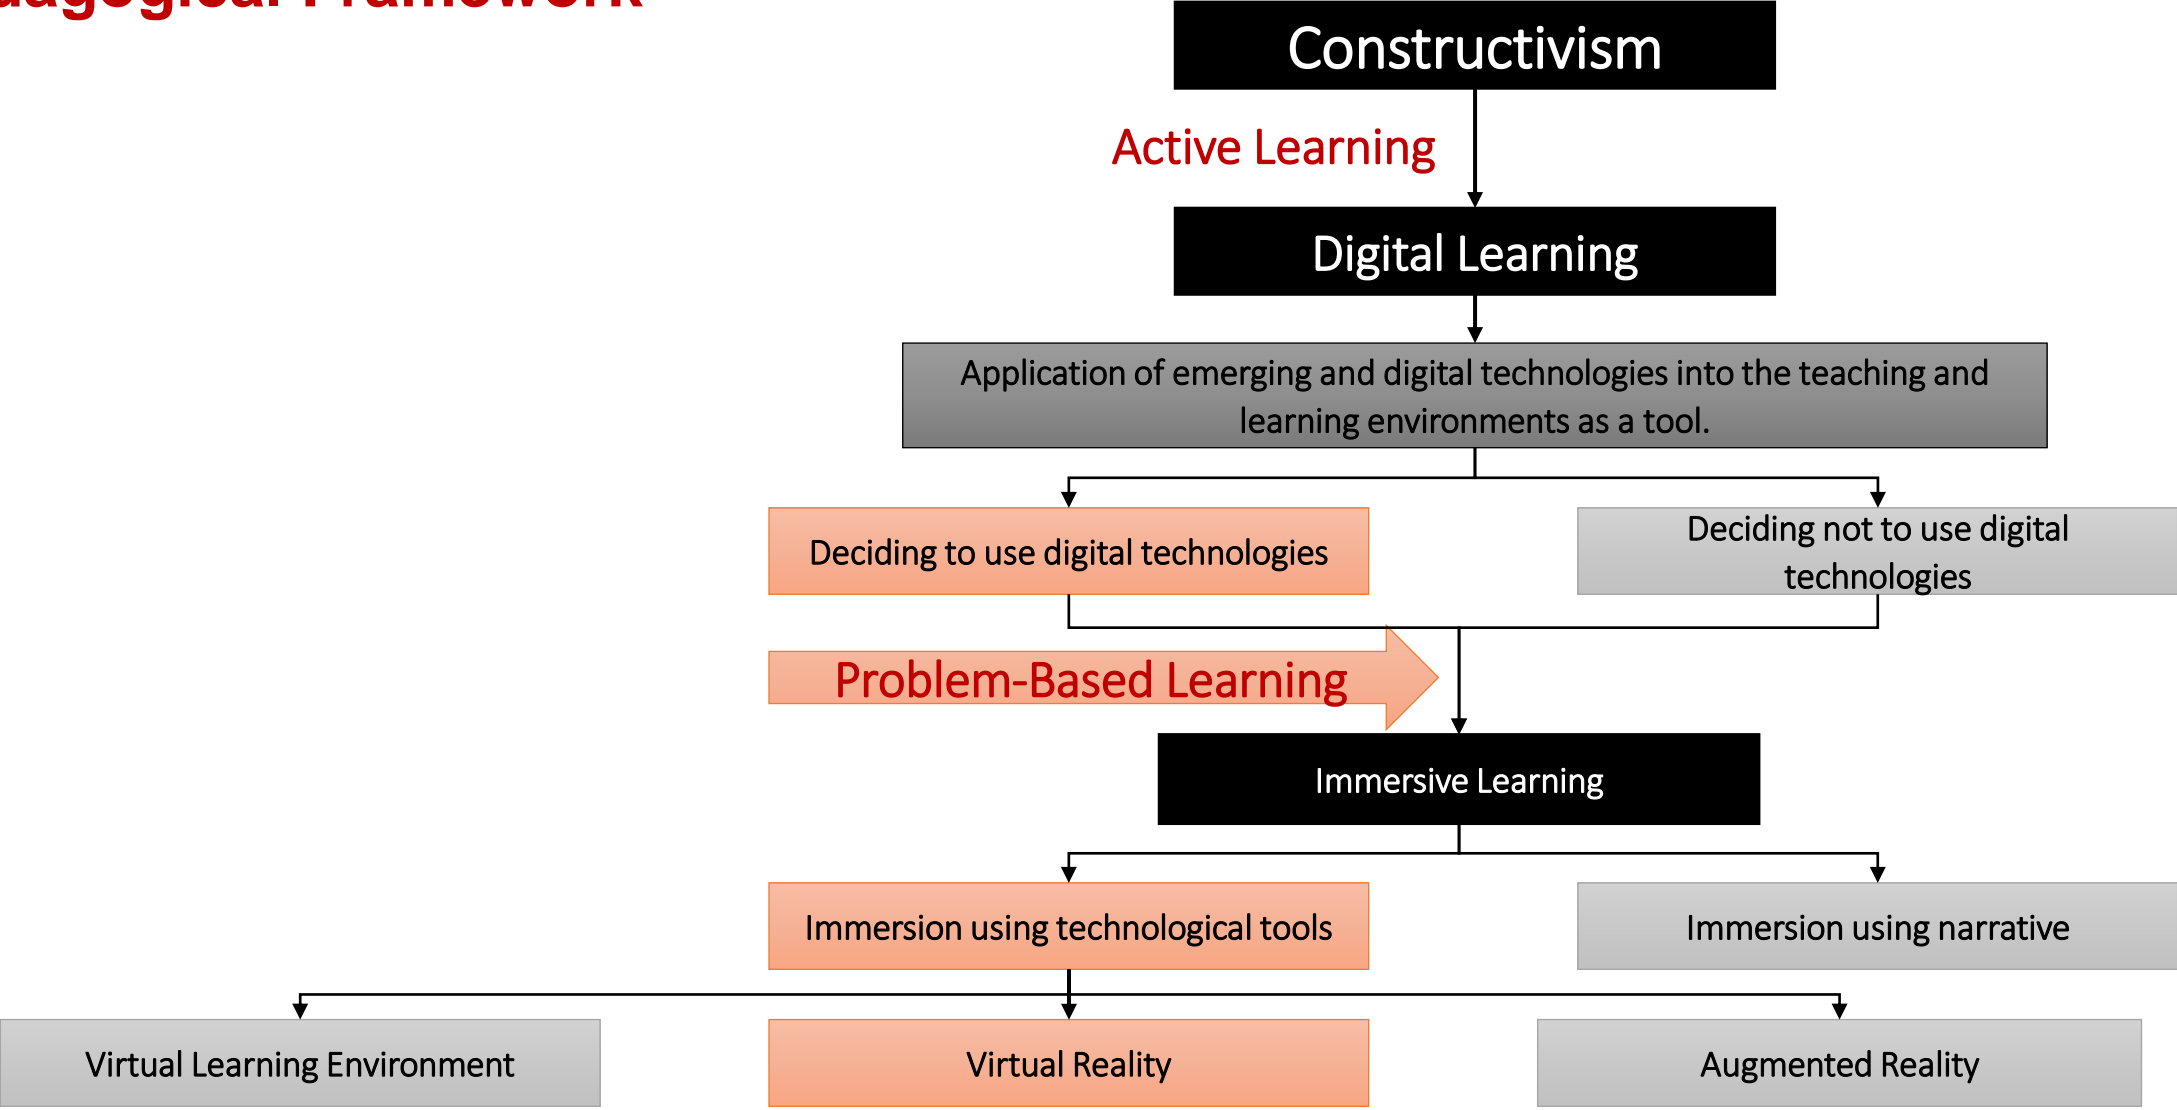 dagogical Framework
Constructivism
Active Learning
Digital Learning
Application of emerging and digital technologies into the teaching and
learning environments as a tool.
Deciding to use digital technologies
Deciding not to use digital
technologies
Problem-Based Learning
Immersive Learning
Immersion using technological tools
Immersion using narrative
Virtual Learning Environment
Virtual Reality
Augmented Reality